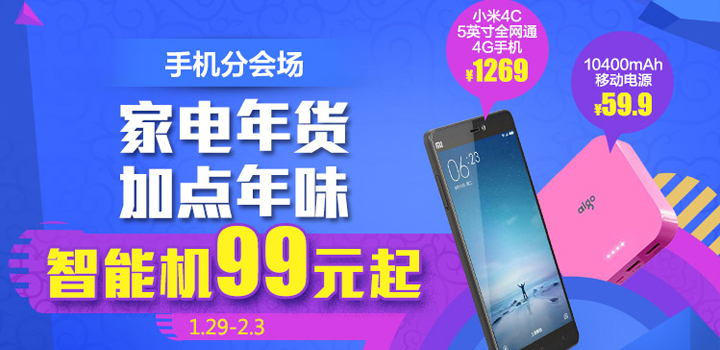 手机分会场
家电年货
加点年味
智能机99元起
1.29-2.3
小米4C
5英寸全网通
4G手机
¥1269
10400mAh
移动电源
¥59.9
06:23
aigo